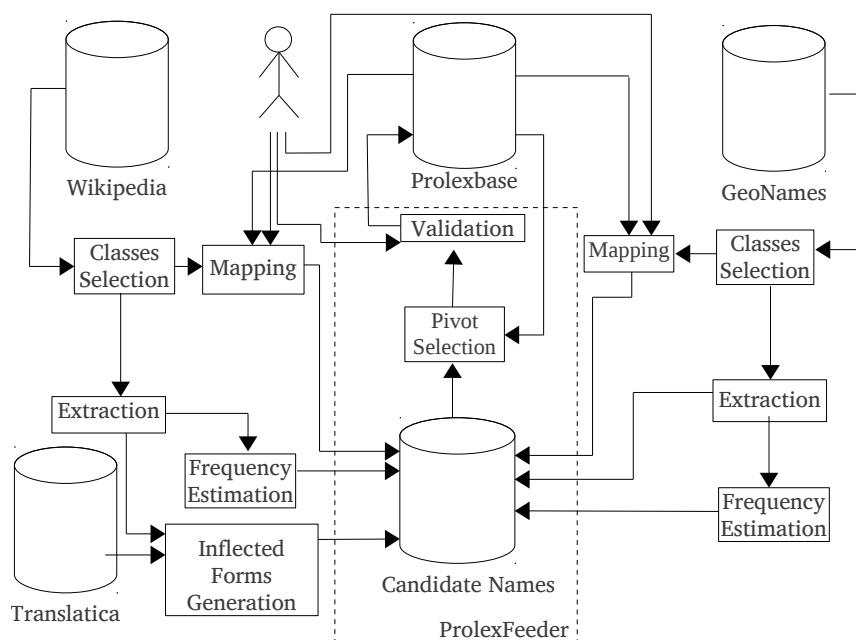 Wikipedia
Prolexbase
GeoNames
Validation
Classes
Selection
Mapping
Mapping
Classes
Selection
Pivot
Selection
Extraction
Extraction
Frequency
Estimation
Frequency
Estimation
Inflected
Forms
Generation
Translatica
Candidate Names
ProlexFeeder